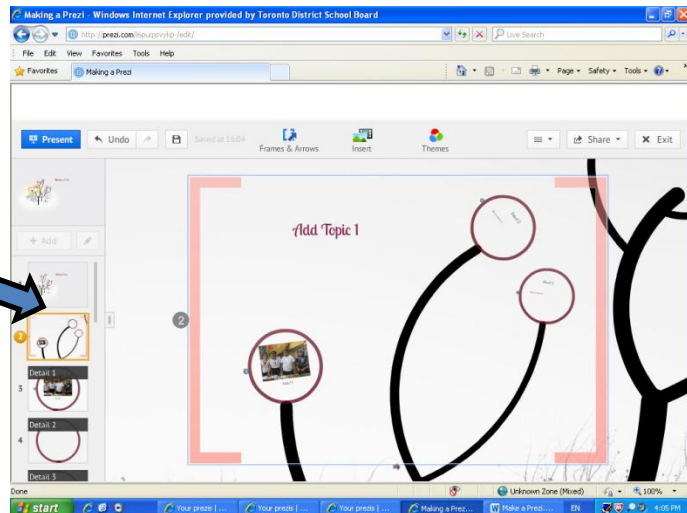 Making a Prezi - Windows Internet Explorer provided by Toronto District School Board
Live Search
File Edit View Favorites Tools Help
Favorites Making a Prezi Page Safety Tools
Present Undo Saved at 16:04 Frames & Arrows Insert Themes Share Exit
+ Add
Add Topic 1
2
2
Detail 1
3
Detail 2
4
Detail 3
Done Unknown Zone (Mixed) 100%
start Your prezis | ... Your prezis | ... Your prezis | ... Making a Prez... Make a Prezi.... EN 4:05 PM